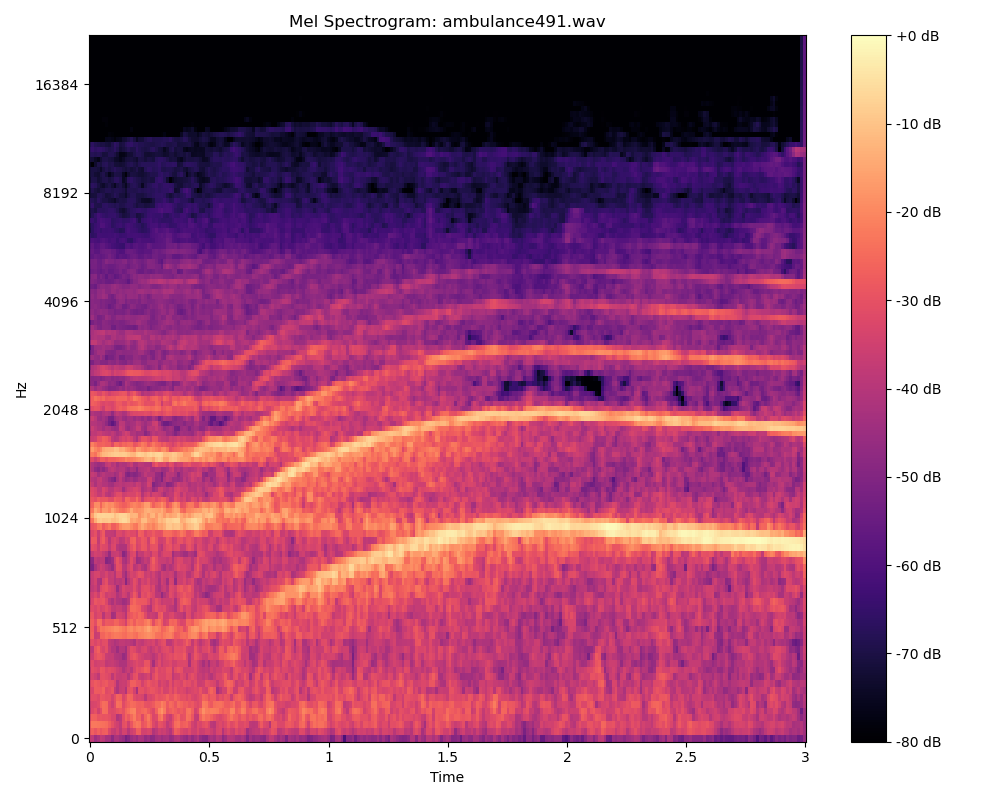 Mel Spectrogram: ambulance491.wav
+0 dB
16384
-10 dB
8192
-20 dB
4096
-30 dB
Hz
-40 dB
2048
-50 dB
1024
-60 dB
512
-70 dB
0
-80 dB
0 0.5 1 1.5 2 2.5 3
Time